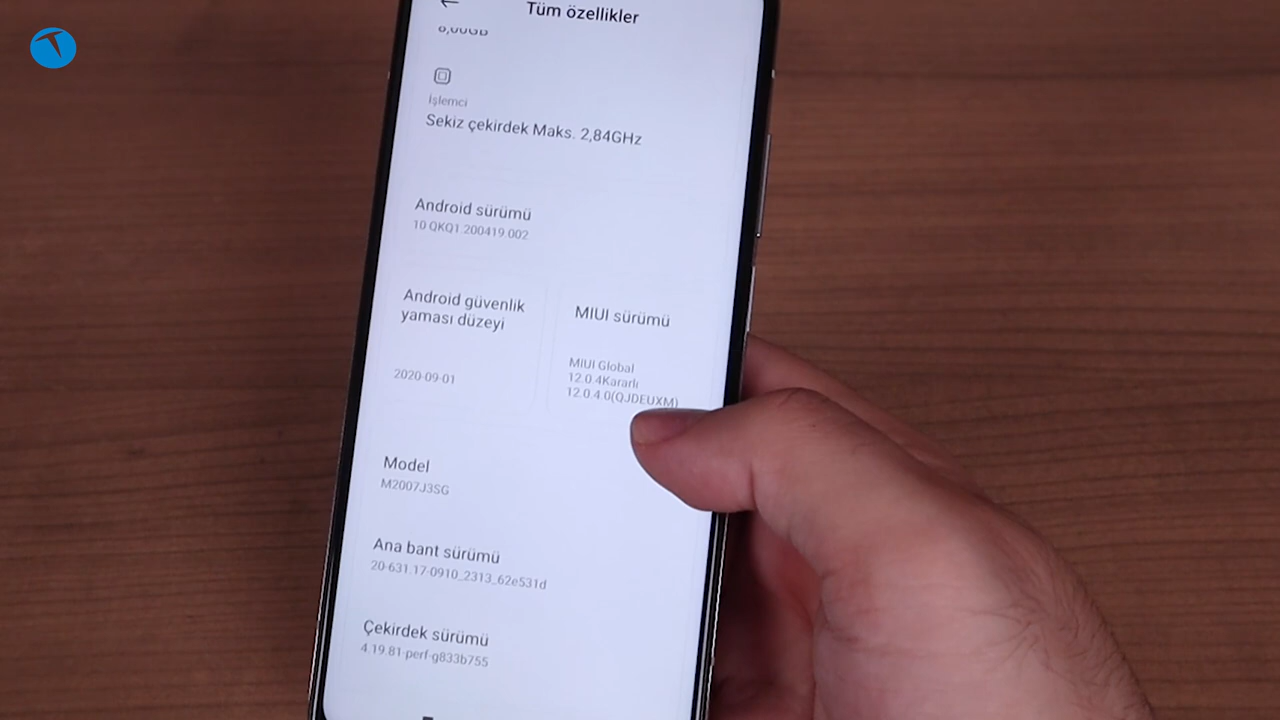 Tüm özellikler
İşlemci
Sekiz çekirdek Maks. 2,84GHz
Android sürümü
10 QKQ1.200419.002
Android güvenlik
yaması düzeyi
2020-09-01
MIUI sürümü
MIUI Global
12.0.4Kararlı
12.0.4.0(QJDEUXM)
Model
M2007J3SG
Ana bant sürümü
20-631.17-0910_2313_62e531d
Çekirdek sürümü
4.19.81-perf-g833b755